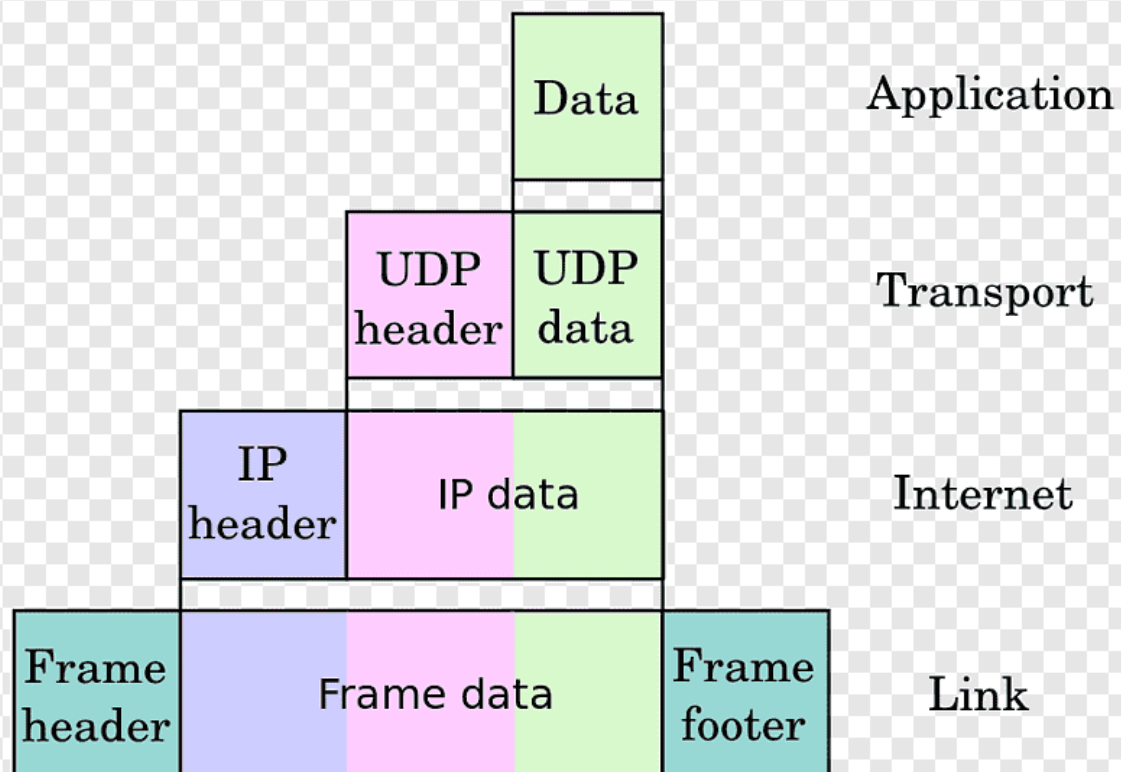 Data
Application
UDP
header
UDP
data
Transport
IP
header
IP data
Internet
Frame
header
Frame data
Frame
footer
Link